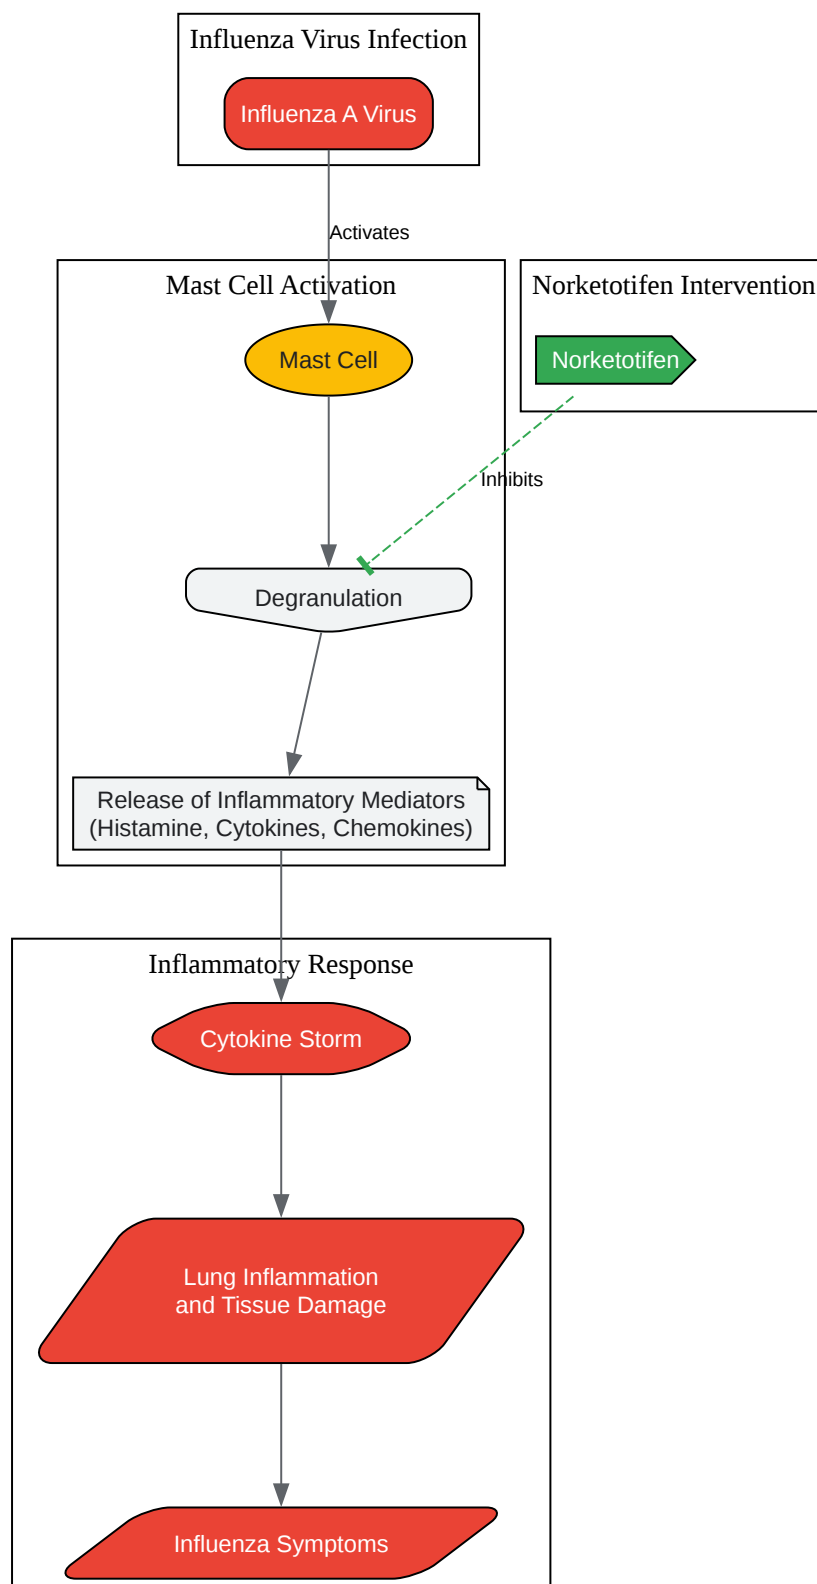 Influenza Virus Infection
Influenza A Virus
Activates
Mast Cell Activation
Norketotifen Intervention
Mast Cell
Norketotifen
Inhibits
Degranulation
Release of Inflammatory Mediators
(Histamine, Cytokines, Chemokines)
Inflammatory Response
Cytokine Storm
Lung Inflammation
and Tissue Damage
Influenza Symptoms